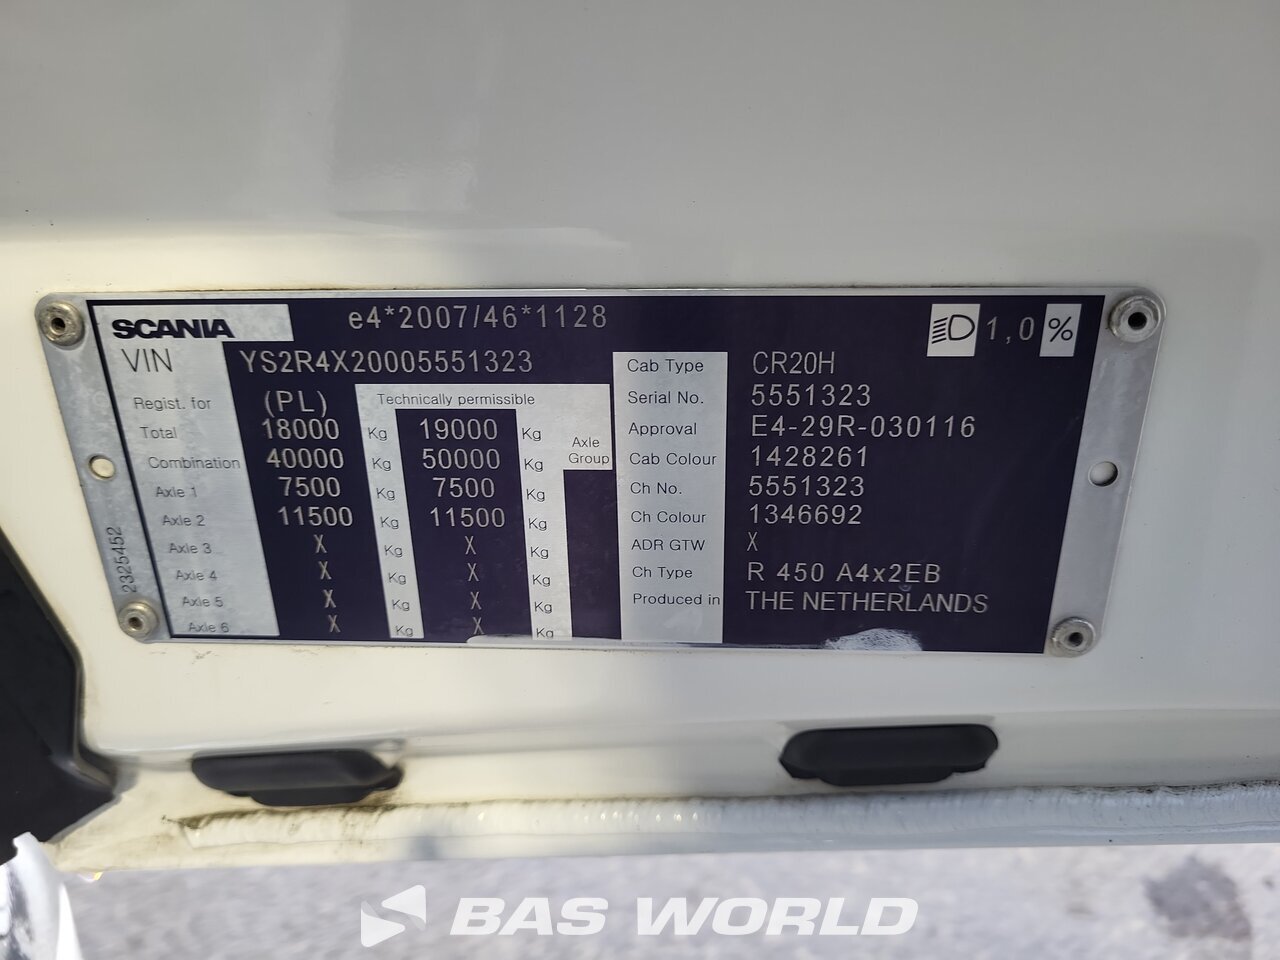 SCANIA e4*2007/46*1128 1,0 %
VIN YS2R4X20005551323
Regist. for (PL) Technically permissible
Total 18000 Kg 19000 Kg
Combination 40000 Kg 50000 Kg Axle Group
Axle 1 7500 Kg 7500 Kg
Axle 2 11500 Kg 11500 Kg
Axle 3 X Kg X Kg
Axle 4 X Kg X Kg
Axle 5 X Kg X Kg
Axle 6 X Kg X Kg
2325452
Cab Type CR20H
Serial No. 5551323
Approval E4-29R-030116
Cab Colour 1428261
Ch No. 5551323
Ch Colour 1346692
ADR GTW X
Ch Type R 450 A4x2EB
Produced in THE NETHERLANDS
BAS WORLD